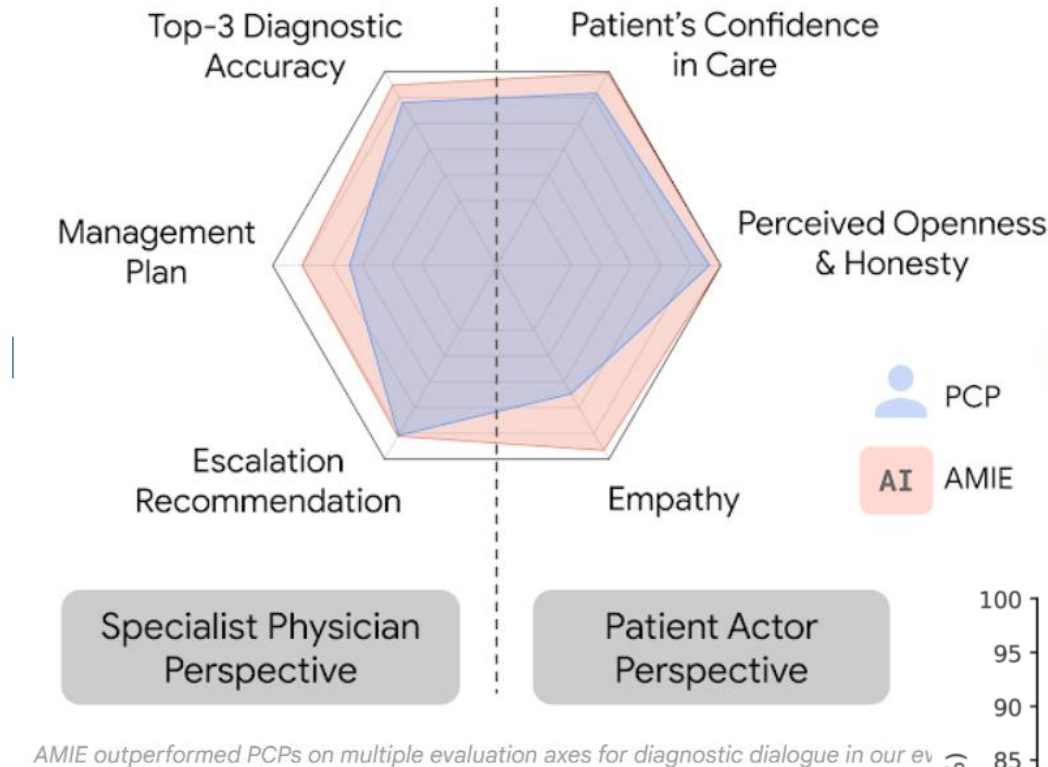 Top-3 Diagnostic
Accuracy
Patient's Confidence
in Care
Management
Plan
Perceived Openness
& Honesty
Escalation
Recommendation
Empathy
PCP
AI AMIE
Specialist Physician
Perspective
Patient Actor
Perspective
100
95
90
85
AMIE outperformed PCPs on multiple evaluation axes for diagnostic dialogue in our ev